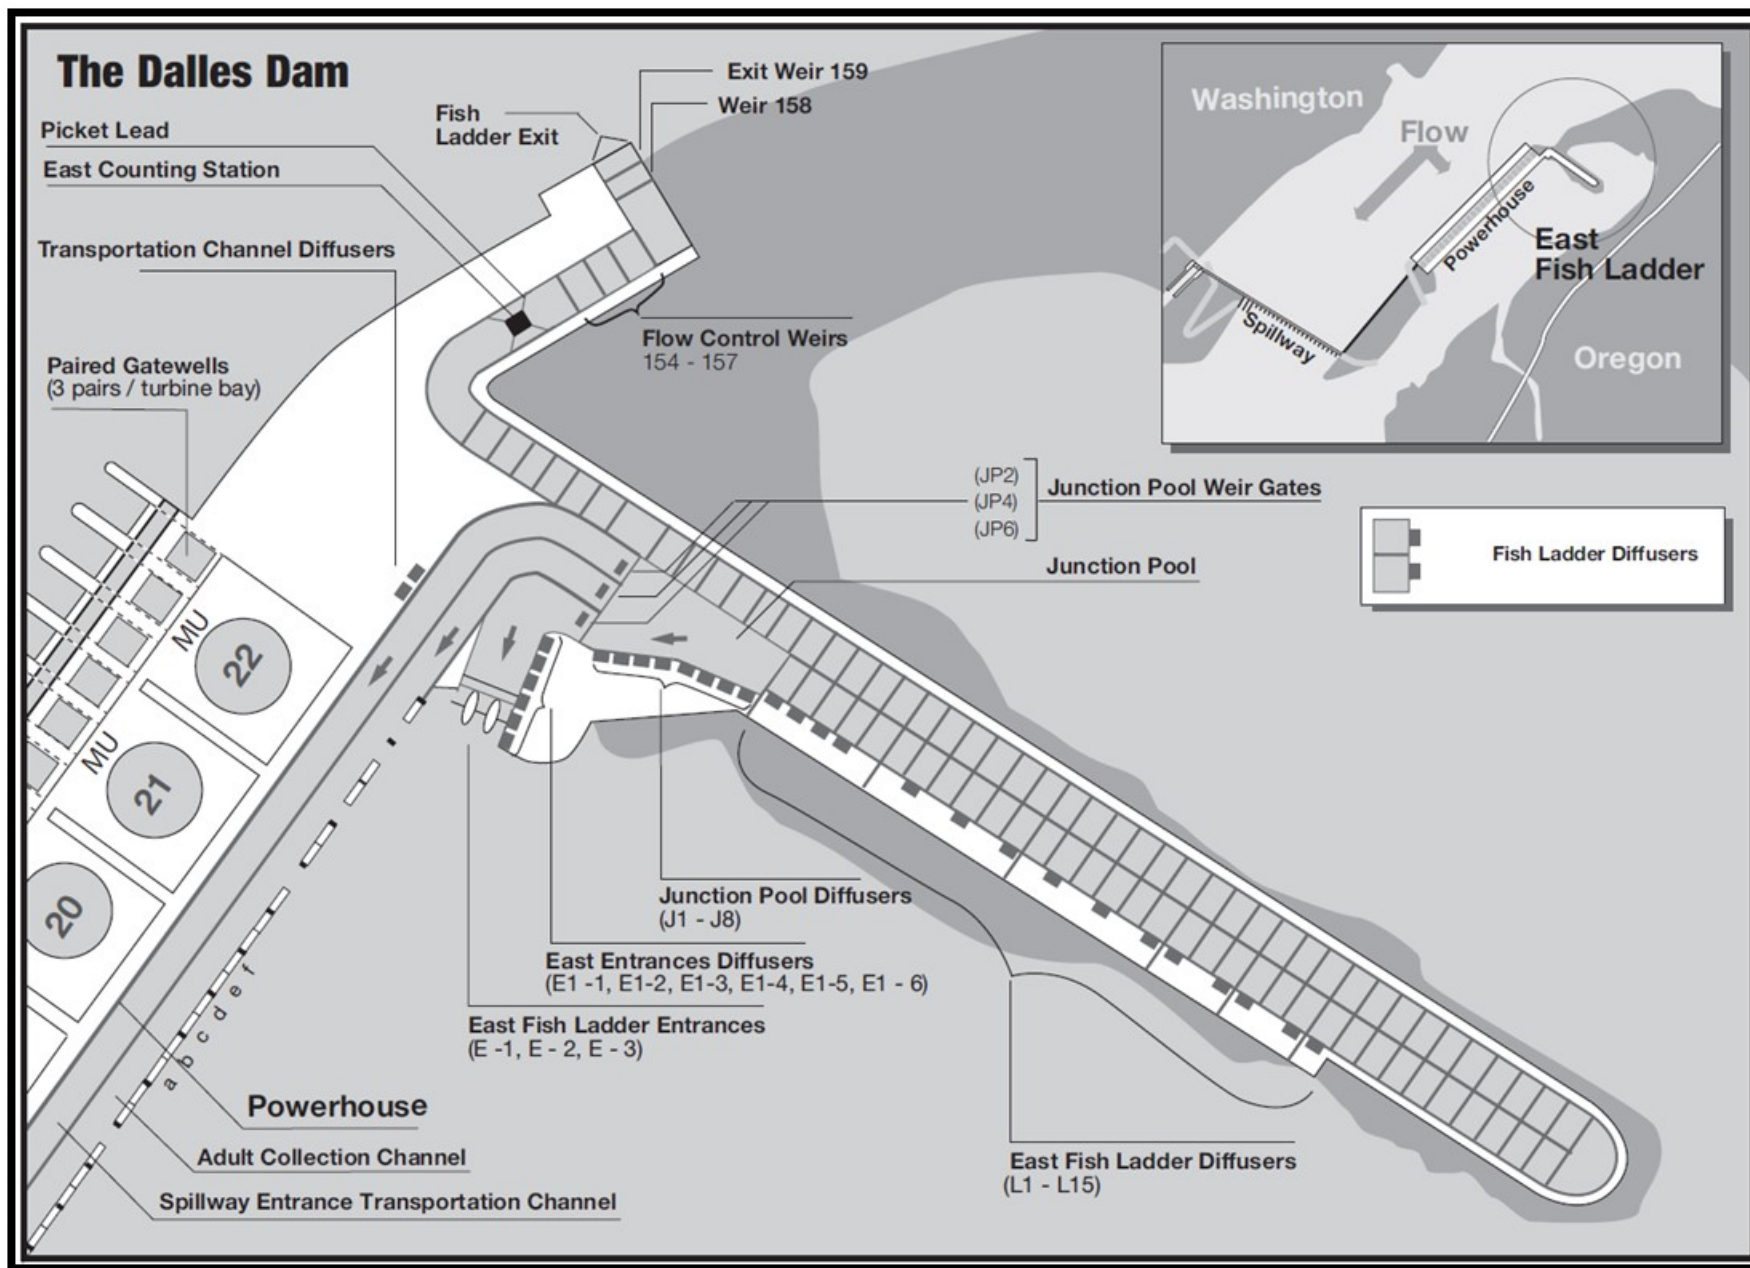 The Dalles Dam
Picket Lead
East Counting Station
Transportation Channel Diffusers
Fish
Ladder Exit
Exit Weir 159
Weir 158
Flow Control Weirs
154 - 157
Paired Gatewells
(3 pairs / turbine bay)
Washington
Flow
Powerhouse
East
Fish Ladder
Spillway
Oregon
(JP2)
(JP4)
(JP6)
Junction Pool Weir Gates
Junction Pool
Fish Ladder Diffusers
MU
22
MU
21
20
Junction Pool Diffusers
(J1 - J8)
East Entrances Diffusers
(E1 -1, E1-2, E1-3, E1-4, E1-5, E1 - 6)
East Fish Ladder Entrances
(E -1, E - 2, E - 3)
a b c d e f
Powerhouse
Adult Collection Channel
Spillway Entrance Transportation Channel
East Fish Ladder Diffusers
(L1 - L15)